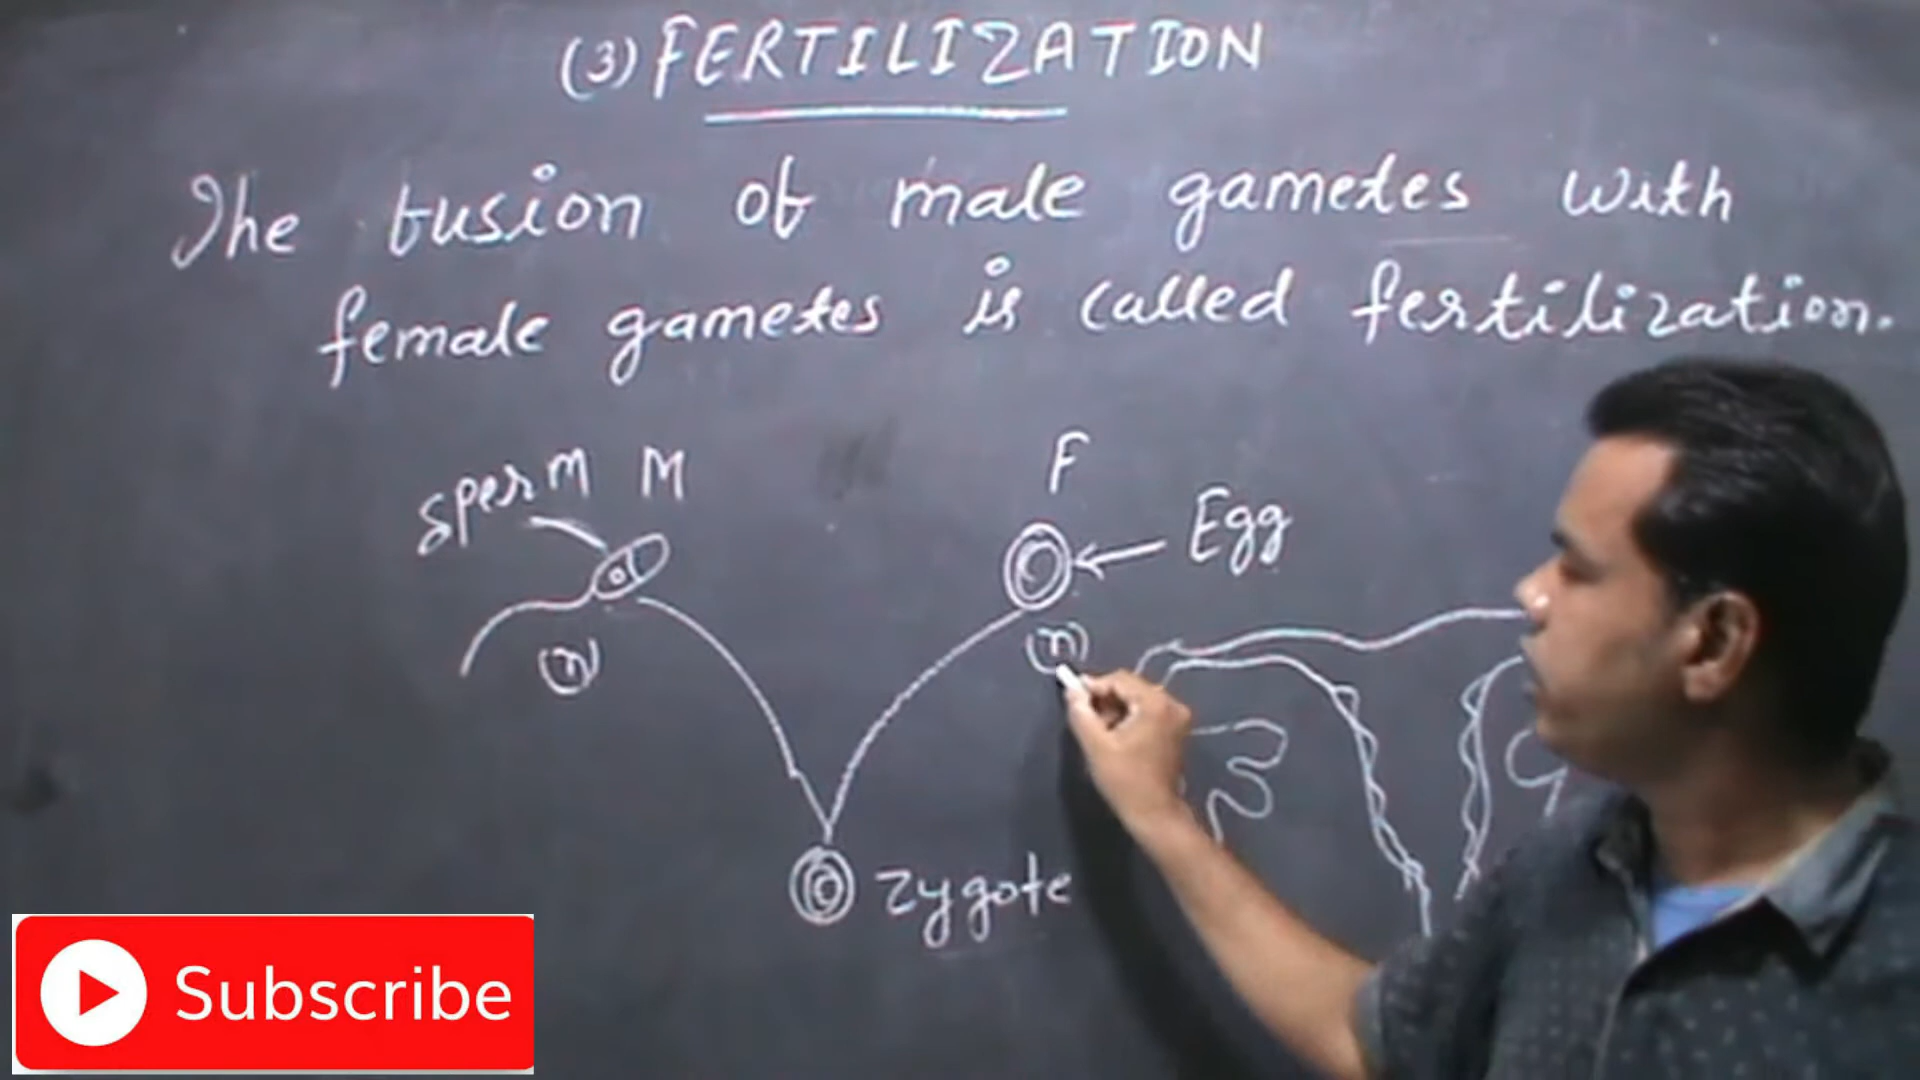 (3) FERTILIZATION
The fusion of male gametes with
female gametes is called fertilization.
sperm M
F
Egg
(n)
(n)
zygote
Subscribe